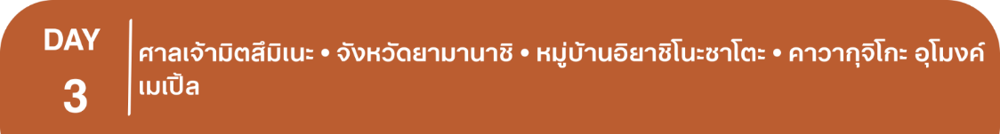 DAY
3
ศาลเจ้ามิตสึมิเนะ • จังหวัดยามานาชิ • หมู่บ้านอิยาชิโนะซาโตะ • คาวากุจิโกะ อุโมงค์
เมเปิ้ล